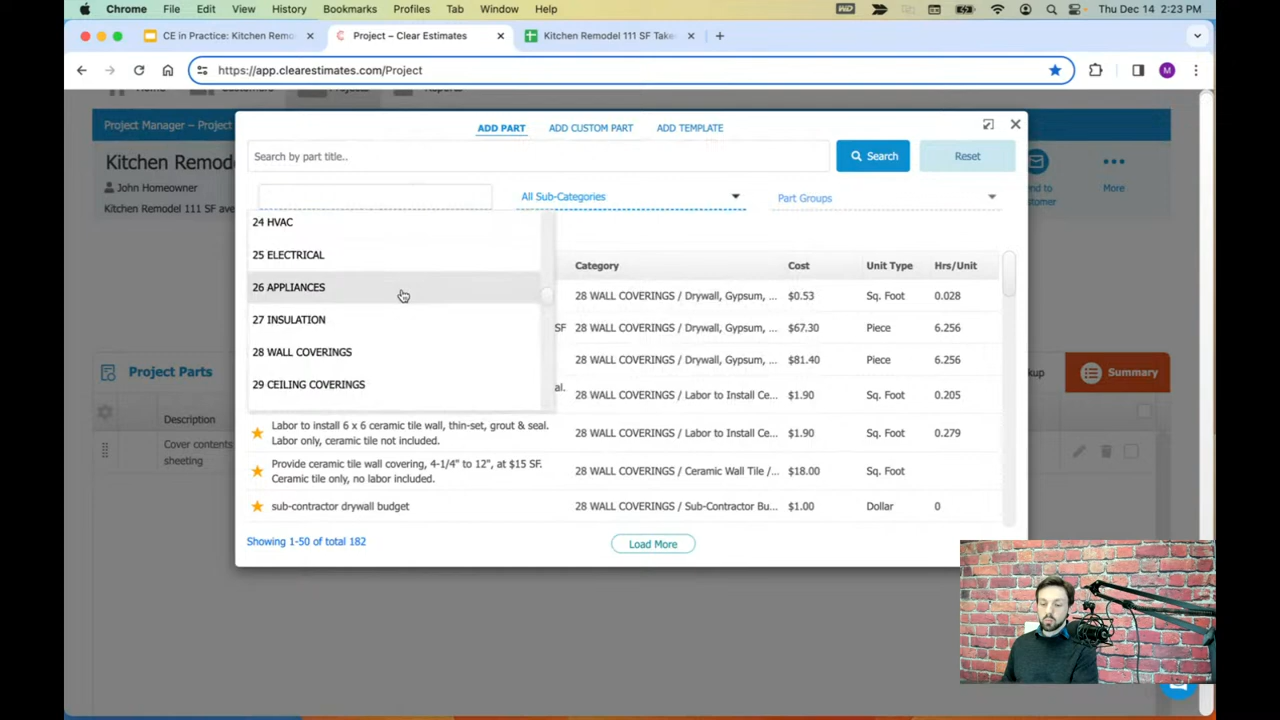 Chrome File Edit View History Bookmarks Profiles Tab Window Help Thu Dec 14 2:23 PM
CE in Practice: Kitchen Remo
Project – Clear Estimates
Kitchen Remodel 111 SF Take
https://app.clearestimates.com/Project
M
Project Manager – Project
Kitchen Remod
John Homeowner
Kitchen Remodel 111 SF ave
More
ADD PART ADD CUSTOM PART ADD TEMPLATE
Search by part title.. Search Reset
All Sub-Categories Part Groups
24 HVAC
25 ELECTRICAL
26 APPLIANCES
27 INSULATION
28 WALL COVERINGS
29 CEILING COVERINGS
Category Cost Unit Type Hrs/Unit
28 WALL COVERINGS / Drywall, Gypsum, ... $0.53 Sq. Foot 0.028
SF 28 WALL COVERINGS / Drywall, Gypsum, ... $67.30 Piece 6.256
28 WALL COVERINGS / Drywall, Gypsum, ... $81.40 Piece 6.256
al. 28 WALL COVERINGS / Labor to Install Ce... $1.90 Sq. Foot 0.205
Labor to install 6 x 6 ceramic tile wall, thin-set, grout & seal.
Labor only, ceramic tile not included.
28 WALL COVERINGS / Labor to Install Ce... $1.90 Sq. Foot 0.279
Provide ceramic tile wall covering, 4-1/4" to 12", at $15 SF.
Ceramic tile only, no labor included.
28 WALL COVERINGS / Ceramic Wall Tile /... $18.00 Sq. Foot
sub-contractor drywall budget 28 WALL COVERINGS / Sub-Contractor Bu... $1.00 Dollar 0
Showing 1-50 of total 182 Load More
Project Parts
Summary
Description
Cover contents
sheeting